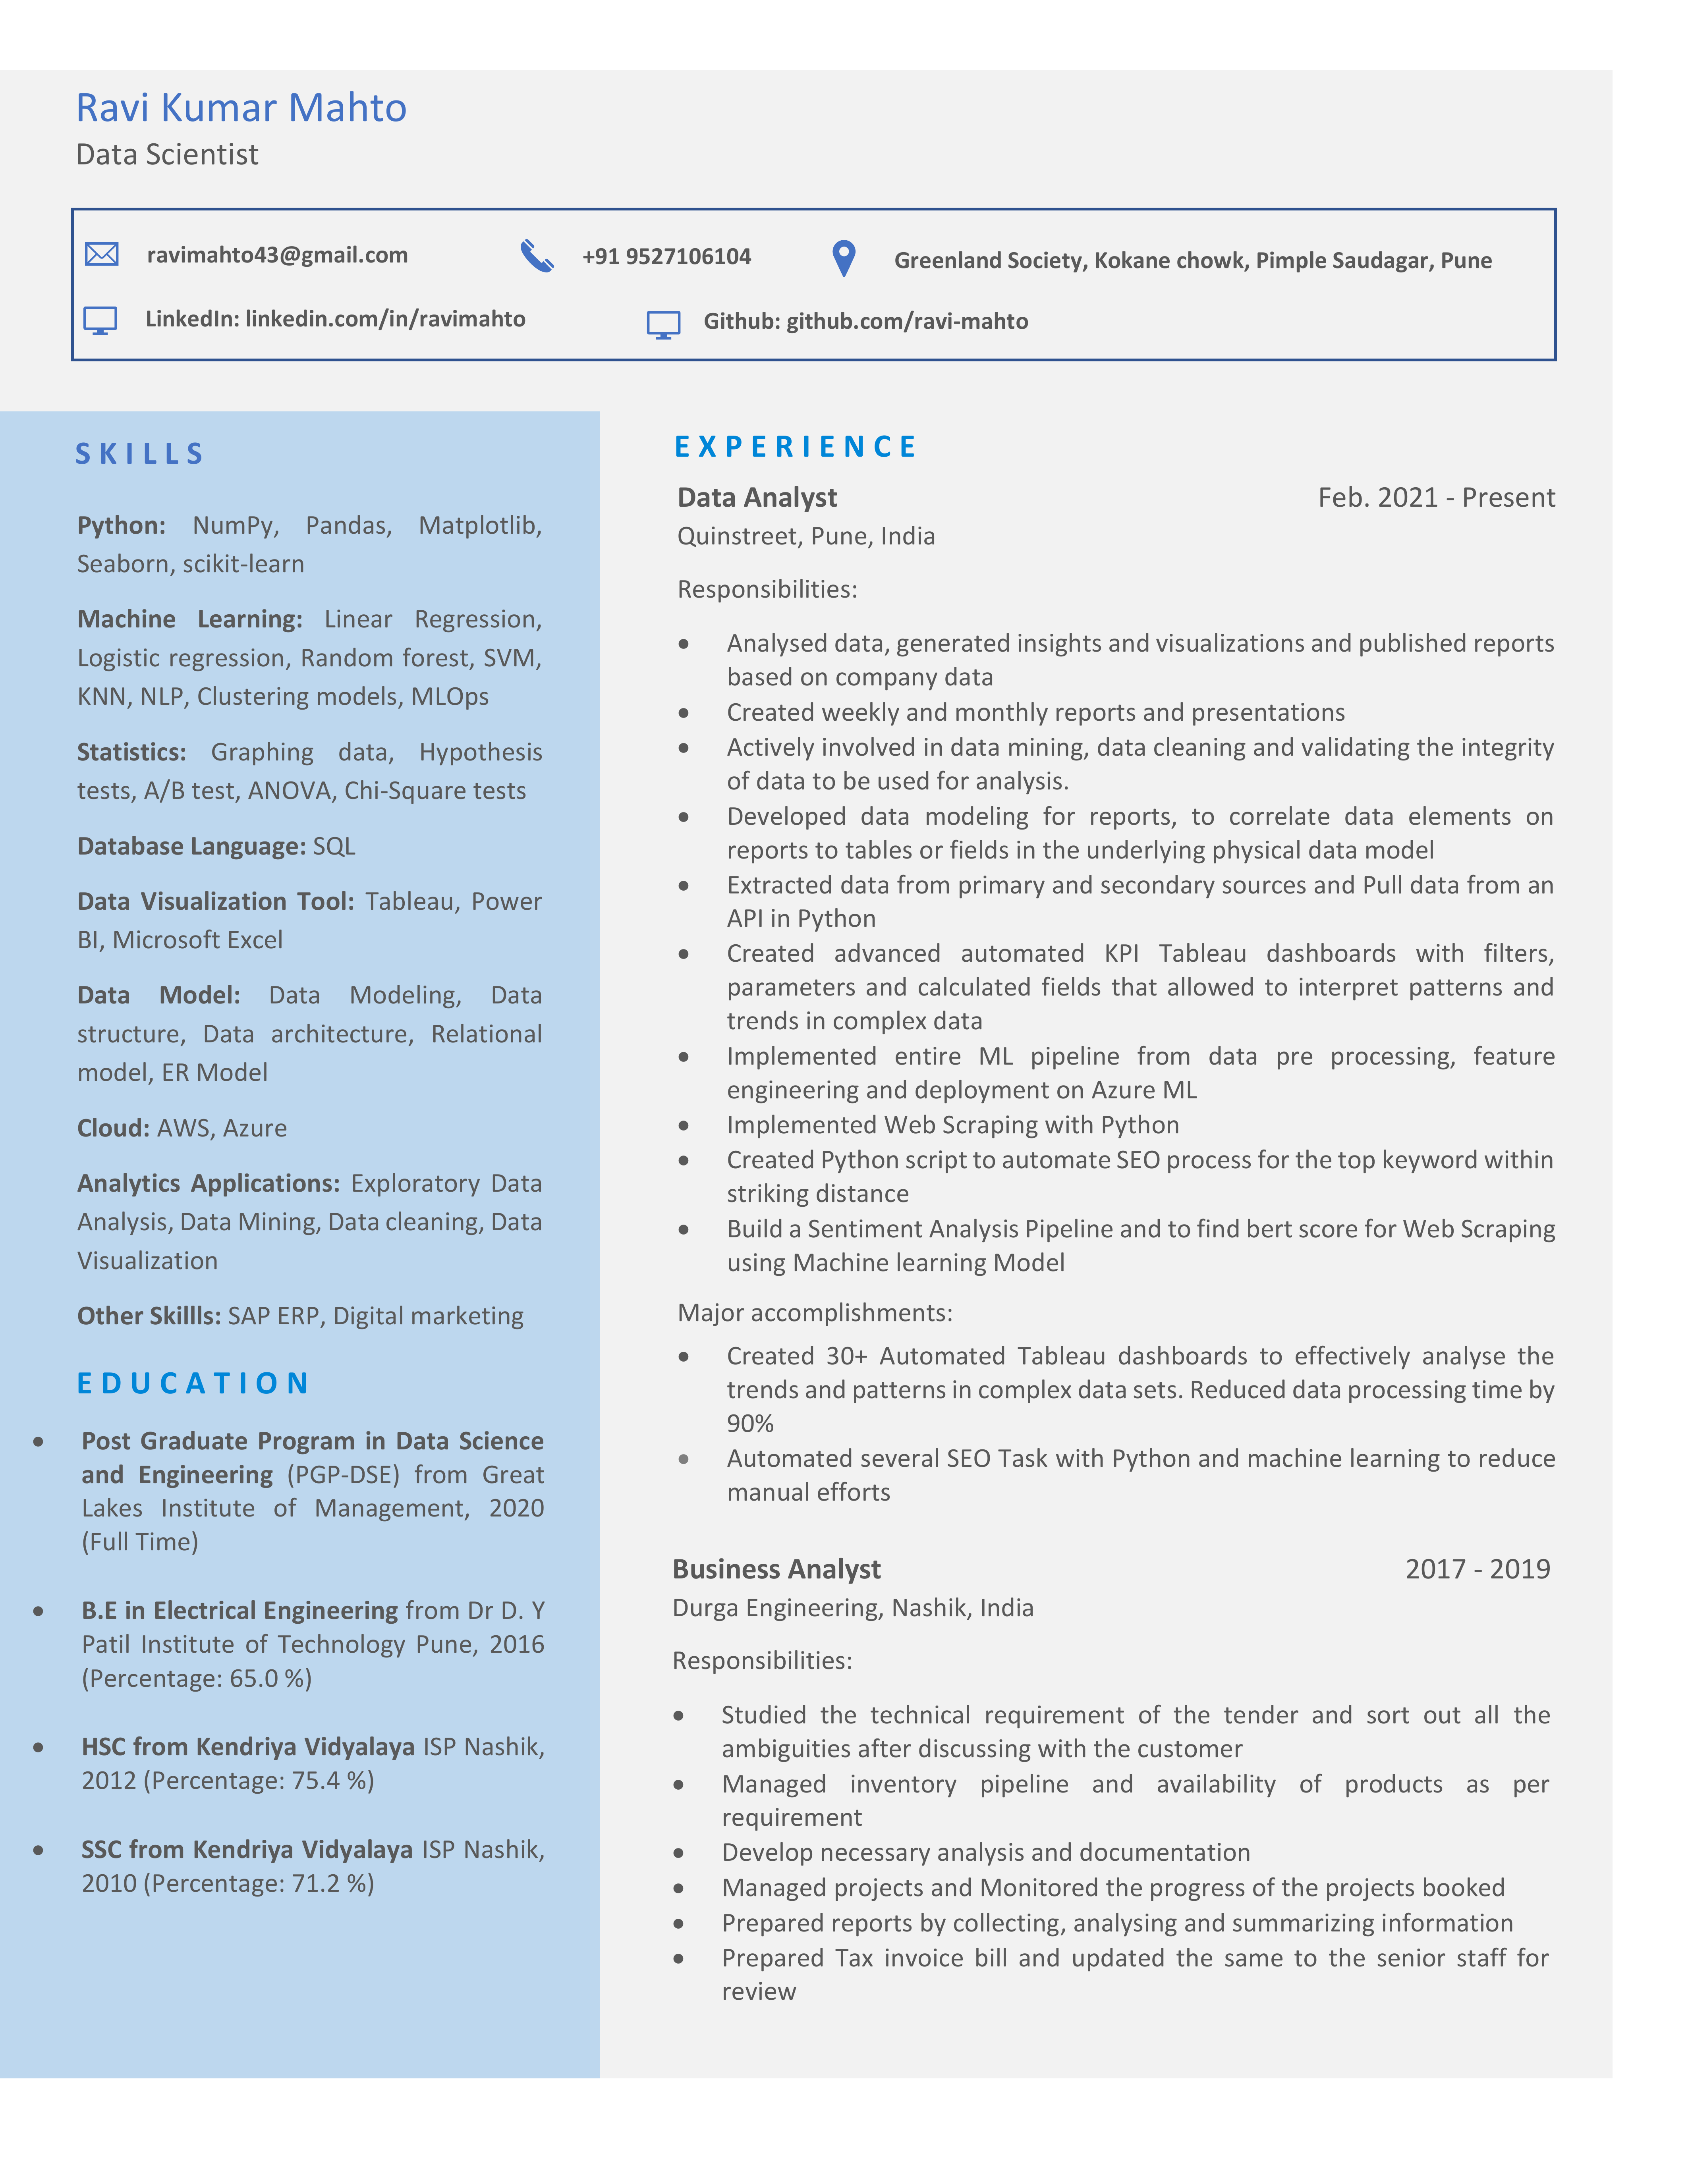 Ravi Kumar Mahto
Data Scientist
ravimahto43@gmail.com
+91 9527106104
Greenland Society, Kokane chowk, Pimple Saudagar, Pune
LinkedIn: linkedin.com/in/ravimahto
Github: github.com/ravi-mahto
SKILLS
Python: NumPy, Pandas, Matplotlib,
Seaborn, scikit-learn
Machine Learning: Linear Regression,
Logistic regression, Random forest, SVM,
KNN, NLP, Clustering models, MLOps
Statistics: Graphing data, Hypothesis
tests, A/B test, ANOVA, Chi-Square tests
Database Language: SQL
Data Visualization Tool: Tableau, Power
BI, Microsoft Excel
Data Model: Data Modeling, Data
structure, Data architecture, Relational
model, ER Model
Cloud: AWS, Azure
Analytics Applications: Exploratory Data
Analysis, Data Mining, Data cleaning, Data
Visualization
Other Skillls: SAP ERP, Digital marketing
EDUCATION
• Post Graduate Program in Data Science
and Engineering (PGP-DSE) from Great
Lakes Institute of Management, 2020
(Full Time)
• B.E in Electrical Engineering from Dr D. Y
Patil Institute of Technology Pune, 2016
(Percentage: 65.0 %)
• HSC from Kendriya Vidyalaya ISP Nashik,
2012 (Percentage: 75.4 %)
• SSC from Kendriya Vidyalaya ISP Nashik,
2010 (Percentage: 71.2 %)
EXPERIENCE
Data Analyst Feb. 2021 - Present
Quinstreet, Pune, India
Responsibilities:
• Analysed data, generated insights and visualizations and published reports
based on company data
• Created weekly and monthly reports and presentations
• Actively involved in data mining, data cleaning and validating the integrity
of data to be used for analysis.
• Developed data modeling for reports, to correlate data elements on
reports to tables or fields in the underlying physical data model
• Extracted data from primary and secondary sources and Pull data from an
API in Python
• Created advanced automated KPI Tableau dashboards with filters,
parameters and calculated fields that allowed to interpret patterns and
trends in complex data
• Implemented entire ML pipeline from data pre processing, feature
engineering and deployment on Azure ML
• Implemented Web Scraping with Python
• Created Python script to automate SEO process for the top keyword within
striking distance
• Build a Sentiment Analysis Pipeline and to find bert score for Web Scraping
using Machine learning Model
Major accomplishments:
• Created 30+ Automated Tableau dashboards to effectively analyse the
trends and patterns in complex data sets. Reduced data processing time by
90%
• Automated several SEO Task with Python and machine learning to reduce
manual efforts
Business Analyst 2017 - 2019
Durga Engineering, Nashik, India
Responsibilities:
• Studied the technical requirement of the tender and sort out all the
ambiguities after discussing with the customer
• Managed inventory pipeline and availability of products as per
requirement
• Develop necessary analysis and documentation
• Managed projects and Monitored the progress of the projects booked
• Prepared reports by collecting, analysing and summarizing information
• Prepared Tax invoice bill and updated the same to the senior staff for
review